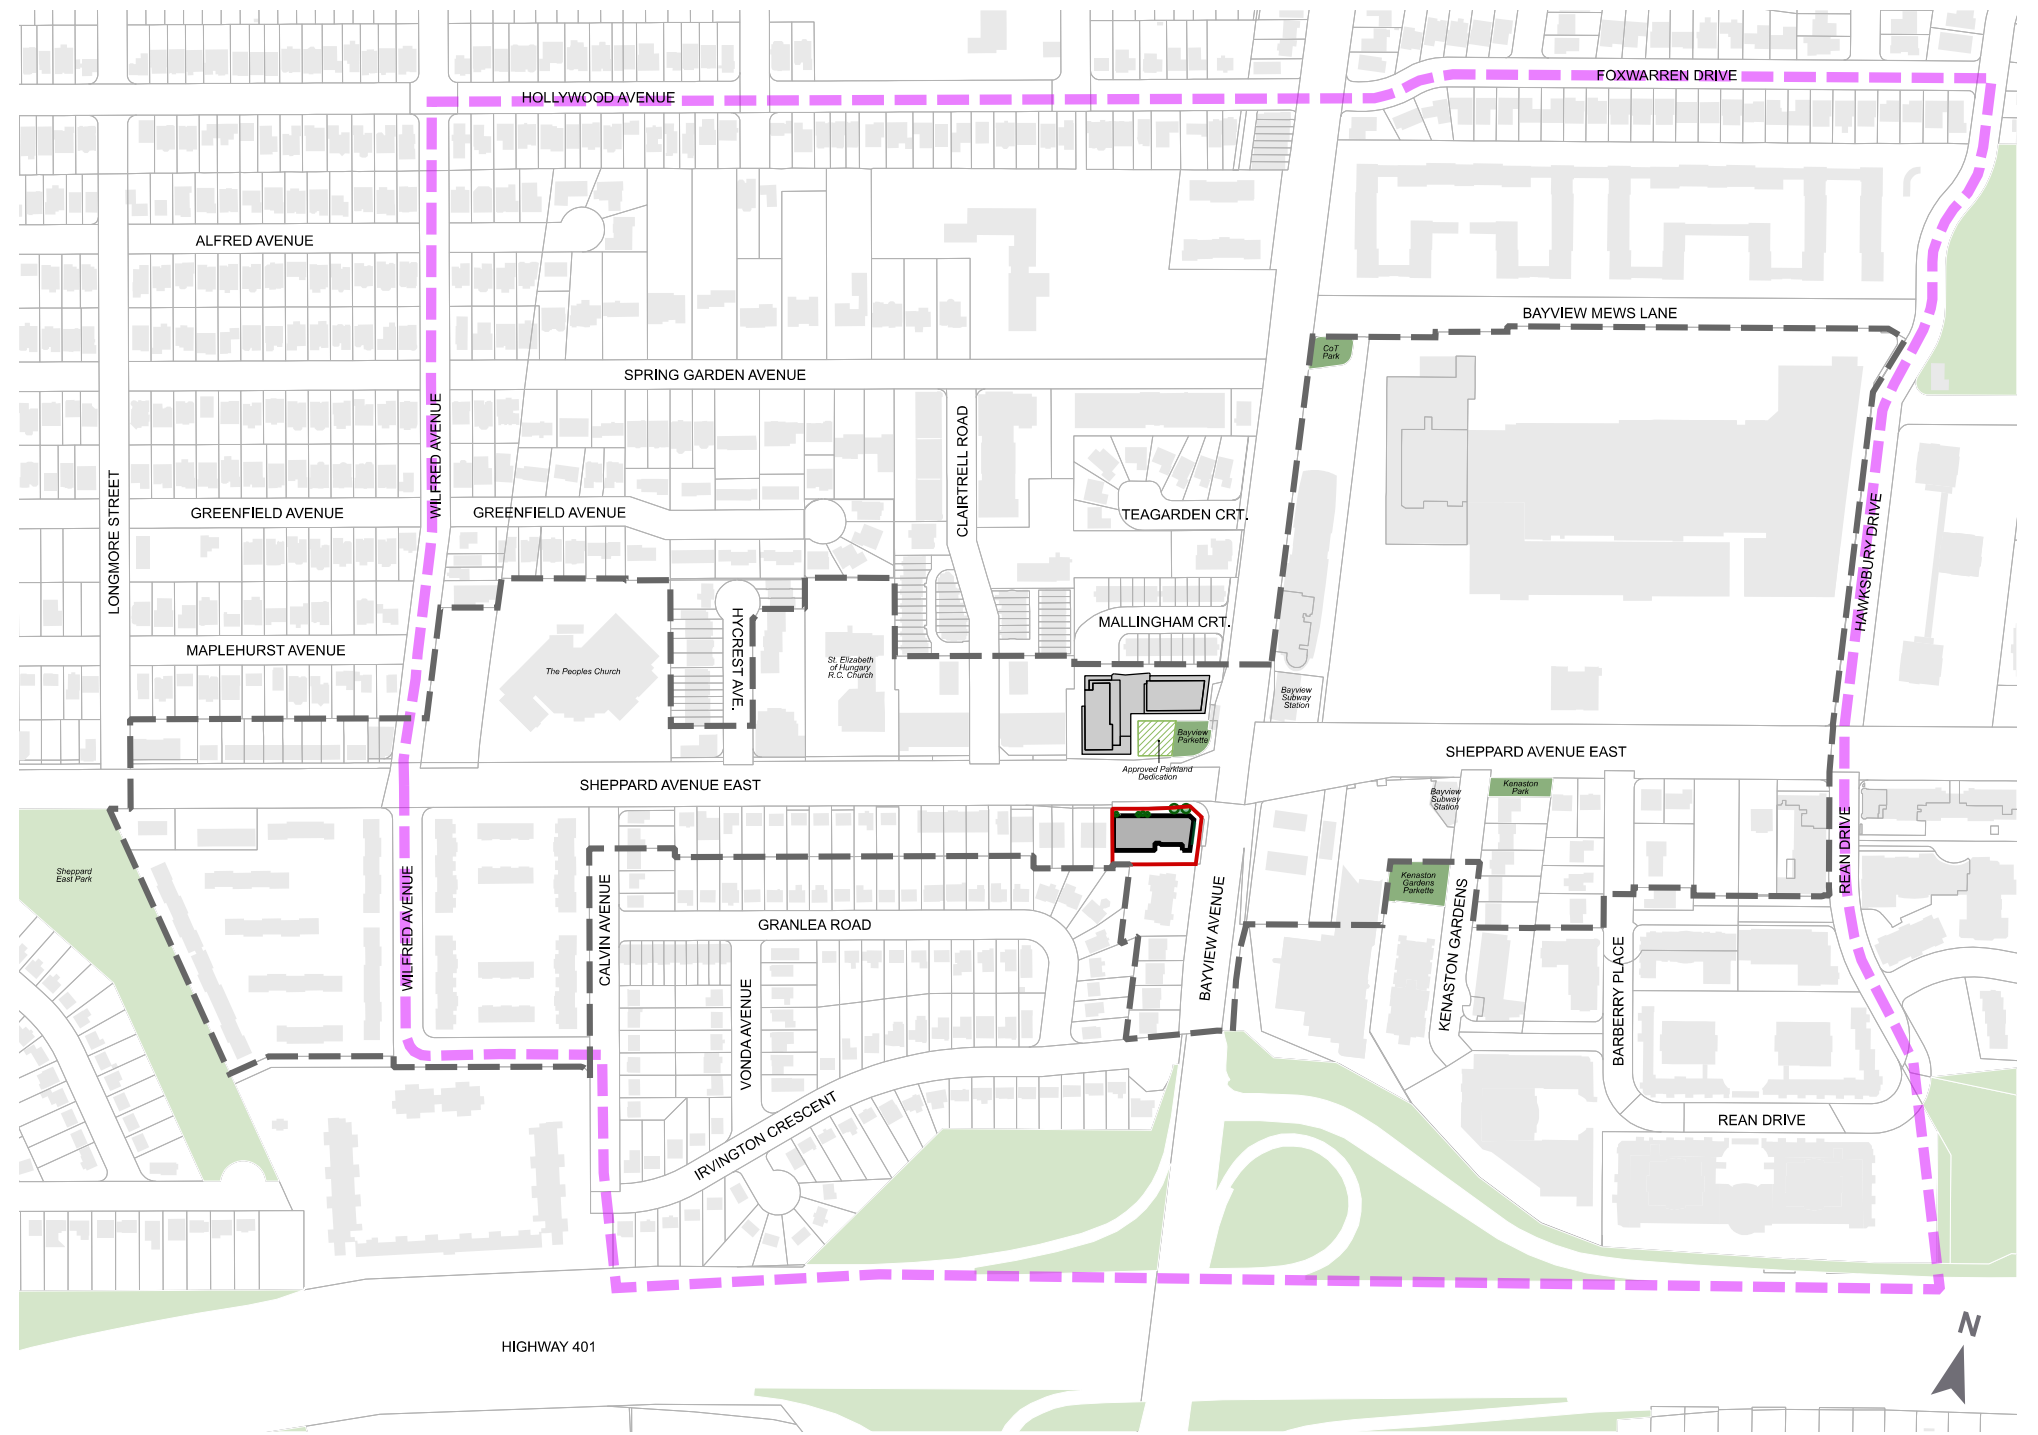 FOXWARREN DRIVE
HOLLYWOOD AVENUE
ALFRED AVENUE
BAYVIEW MEWS LANE
CoT
Park
SPRING GARDEN AVENUE
WILFRED AVENUE
CLAIRTRELL ROAD
LONGMORE STREET
GREENFIELD AVENUE
GREENFIELD AVENUE
TEAGARDEN CRT.
HAWKSBURY DRIVE
HYCREST AVE.
MALLINGHAM CRT.
MAPLEHURST AVENUE
The Peoples Church
St. Elizabeth
of Hungary
R.C. Church
Bayview
Subway
Station
Bayview
Parkette
Approved Parkland
Dedication
SHEPPARD AVENUE EAST
SHEPPARD AVENUE EAST
Bayview
Subway
Station
Kenaston
Park
REAN DRIVE
Sheppard
East Park
Kenaston
Gardens
Parkette
WILFRED AVENUE
CALVIN AVENUE
GRANLEA ROAD
BAYVIEW AVENUE
KENASTON GARDENS
BARBERRY PLACE
VONDA AVENUE
IRVINGTON CRESCENT
REAN DRIVE
HIGHWAY 401
N